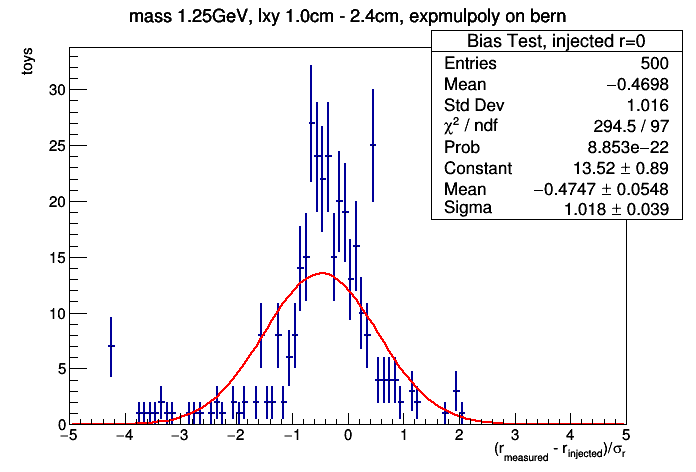 mass 1.25GeV, lxy 1.0cm - 2.4cm, expmulpoly on bern
Bias Test, injected r=0
Entries 500
Mean −0.4698
Std Dev 1.016
χ² / ndf 294.5 / 97
Prob 8.853e−22
Constant 13.52 ± 0.89
Mean −0.4747 ± 0.0548
Sigma 1.018 ± 0.039
toys
30
25
20
15
10
5
0
−5 −4 −3 −2 −1 0 1 2 3 4 5
(r_measured - r_injected)/σ_r